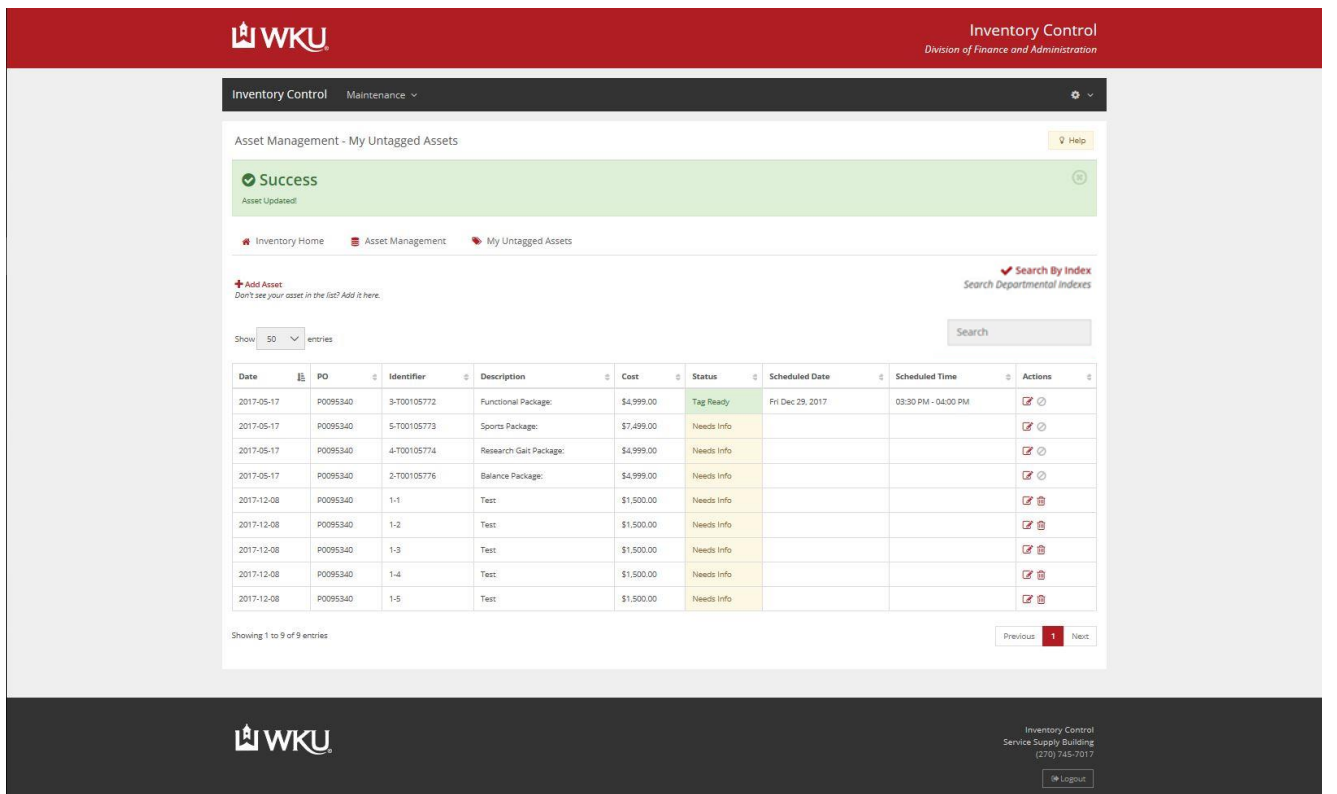 WKU
Inventory Control
Division of Finance and Administration
Inventory Control Maintenance
Asset Management - My Untagged Assets Help
Success
Asset Updated!
Inventory Home Asset Management My Untagged Assets
Search By Index
Search Departmental Indexes
Add Asset
Don't see your asset in the list? Add it here.
Show 50 entries Search
Date PO Identifier Description Cost Status Scheduled Date Scheduled Time Actions
2017-05-17 P0095340 3-T00105772 Functional Package: $4,999.00 Tag Ready Fri Dec 29, 2017 03:30 PM - 04:00 PM
2017-05-17 P0095340 5-T00105773 Sports Package: $7,499.00 Needs Info
2017-05-17 P0095340 4-T00105774 Research Gait Package: $4,999.00 Needs Info
2017-05-17 P0095340 2-T00105776 Balance Package: $4,999.00 Needs Info
2017-12-08 P0095340 1-1 Test $1,500.00 Needs Info
2017-12-08 P0095340 1-2 Test $1,500.00 Needs Info
2017-12-08 P0095340 1-3 Test $1,500.00 Needs Info
2017-12-08 P0095340 1-4 Test $1,500.00 Needs Info
2017-12-08 P0095340 1-5 Test $1,500.00 Needs Info
Showing 1 to 9 of 9 entries Previous 1 Next
WKU
Inventory Control
Service Supply Building
(270) 745-7017
Logout